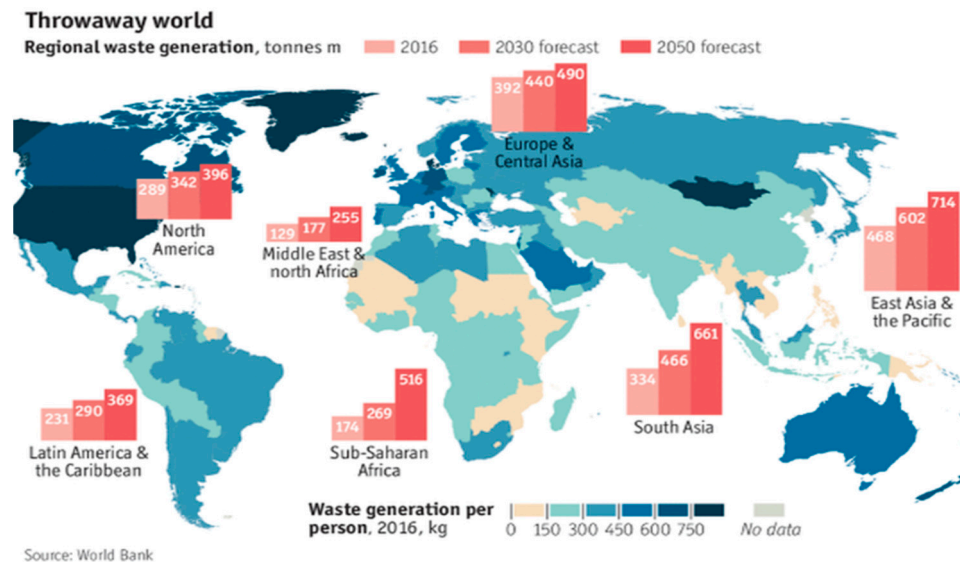 Throwaway world
Regional waste generation, tonnes m 2016 2030 forecast 2050 forecast
392 440 490
Europe &
Central Asia
289 342 396
North
America
129 177 255
Middle East &
north Africa
468 602 714
East Asia &
the Pacific
334 466 661
South Asia
231 290 369
Latin America &
the Caribbean
174 269 516
Sub-Saharan
Africa
Waste generation per
person, 2016, kg
0 150 300 450 600 750 No data
Source: World Bank